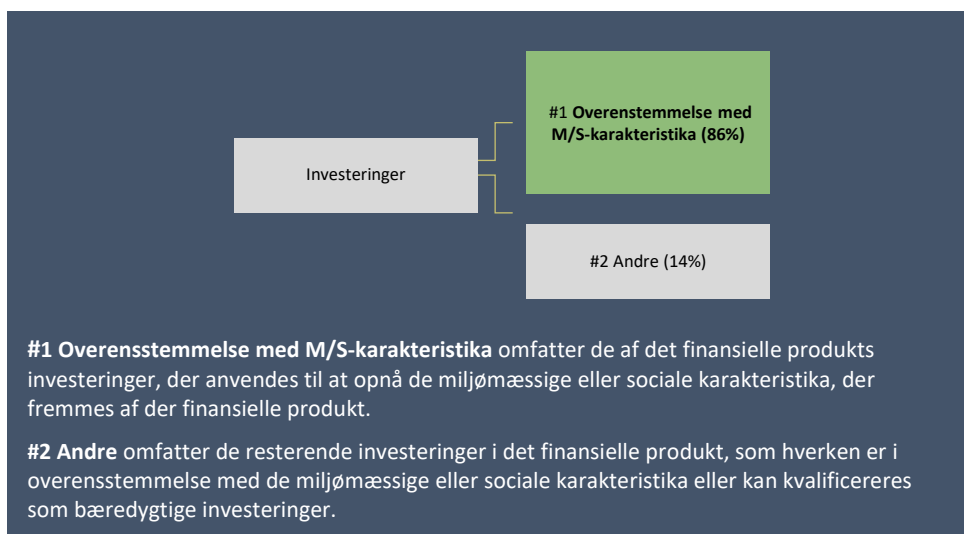 #1 Overenstemmelse med
M/S-karakteristika (86%)
Investeringer
#2 Andre (14%)
#1 Overensstemmelse med M/S-karakteristika omfatter de af det finansielle produkts
investeringer, der anvendes til at opnå de miljømæssige eller sociale karakteristika, der
fremmes af der finansielle produkt.
#2 Andre omfatter de resterende investeringer i det finansielle produkt, som hverken er i
overensstemmelse med de miljømæssige eller sociale karakteristika eller kan kvalificereres
som bæredygtige investeringer.